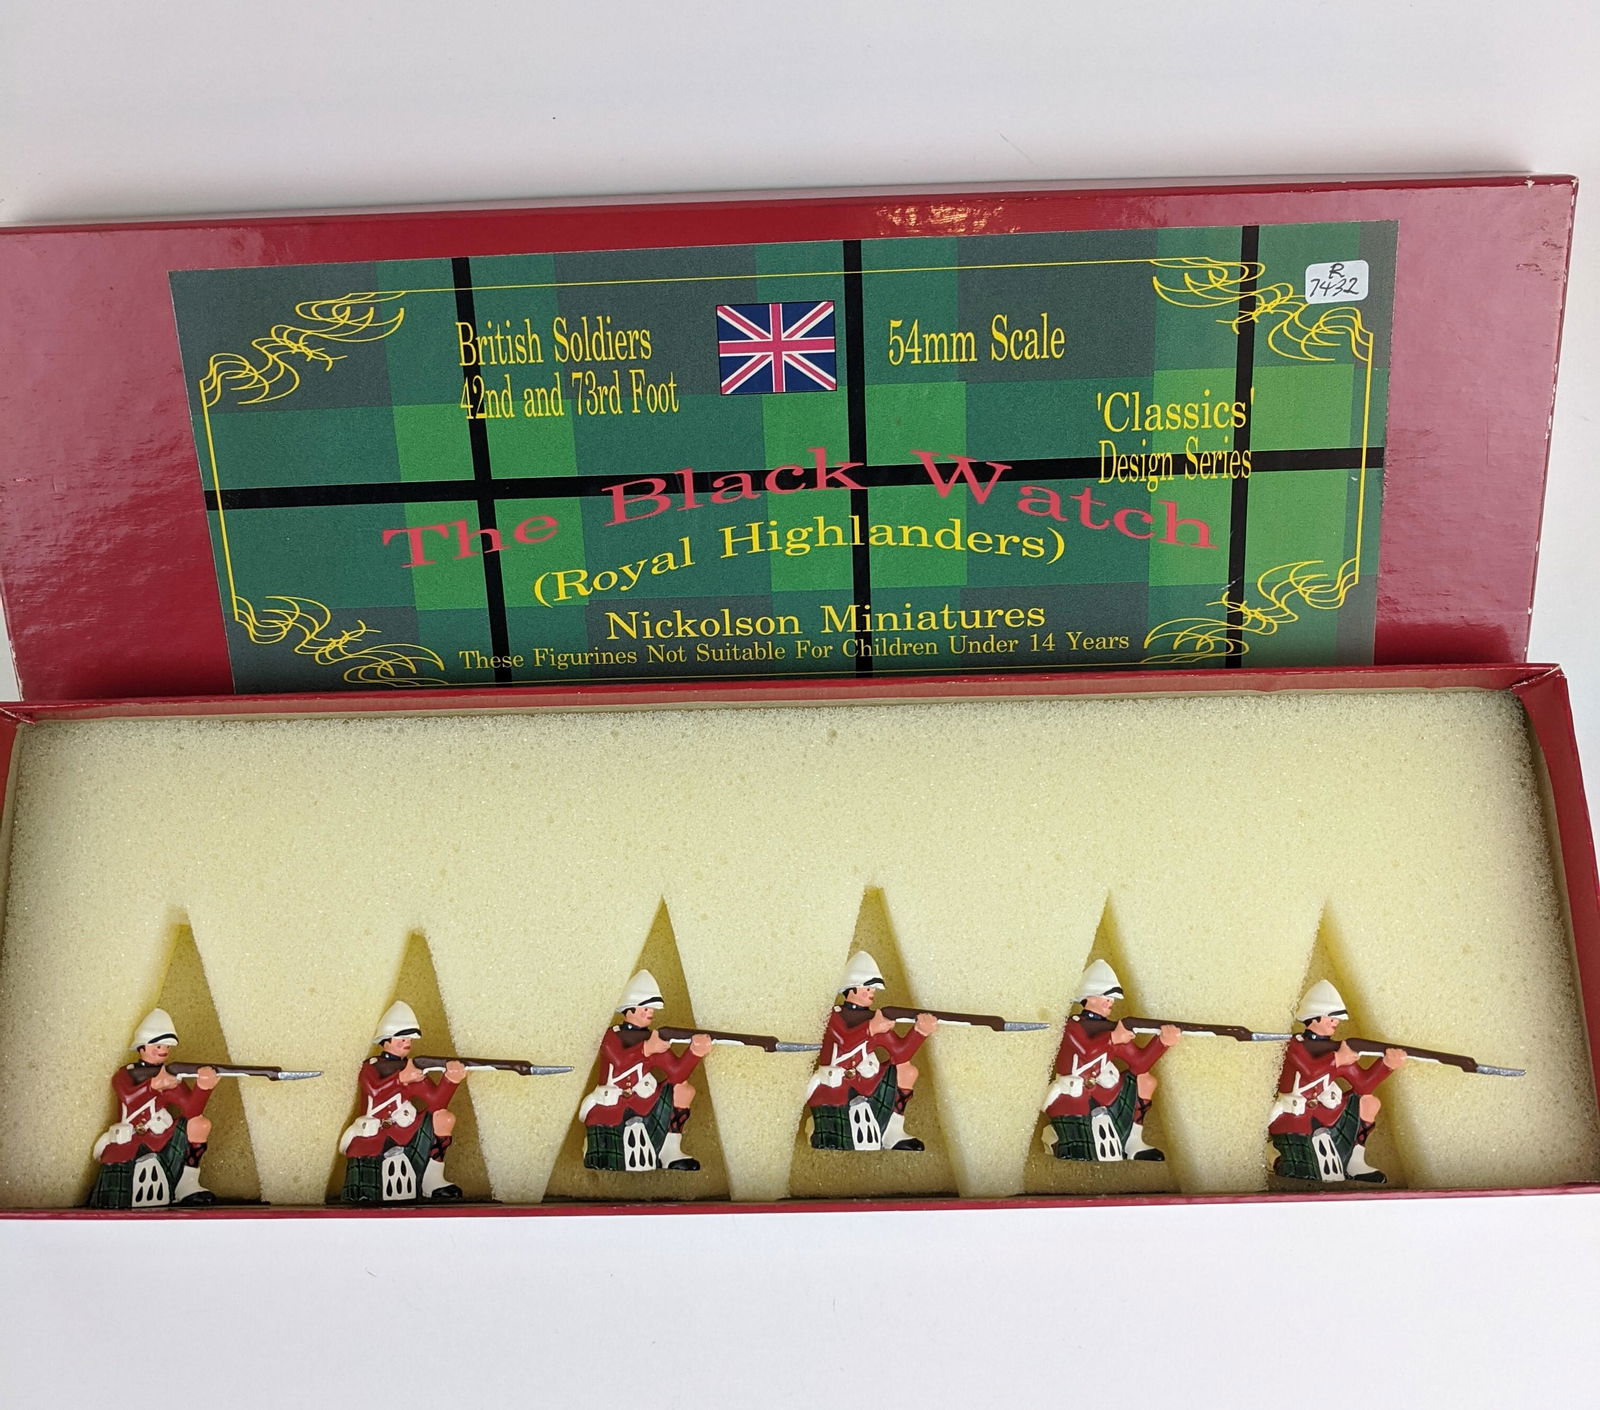 R
7432
British Soldiers
42nd and 73rd Foot
54mm Scale
'Classics'
Design Series
The Black Watch
(Royal Highlanders)
Nickolson Miniatures
These Figurines Not Suitable For Children Under 14 Years